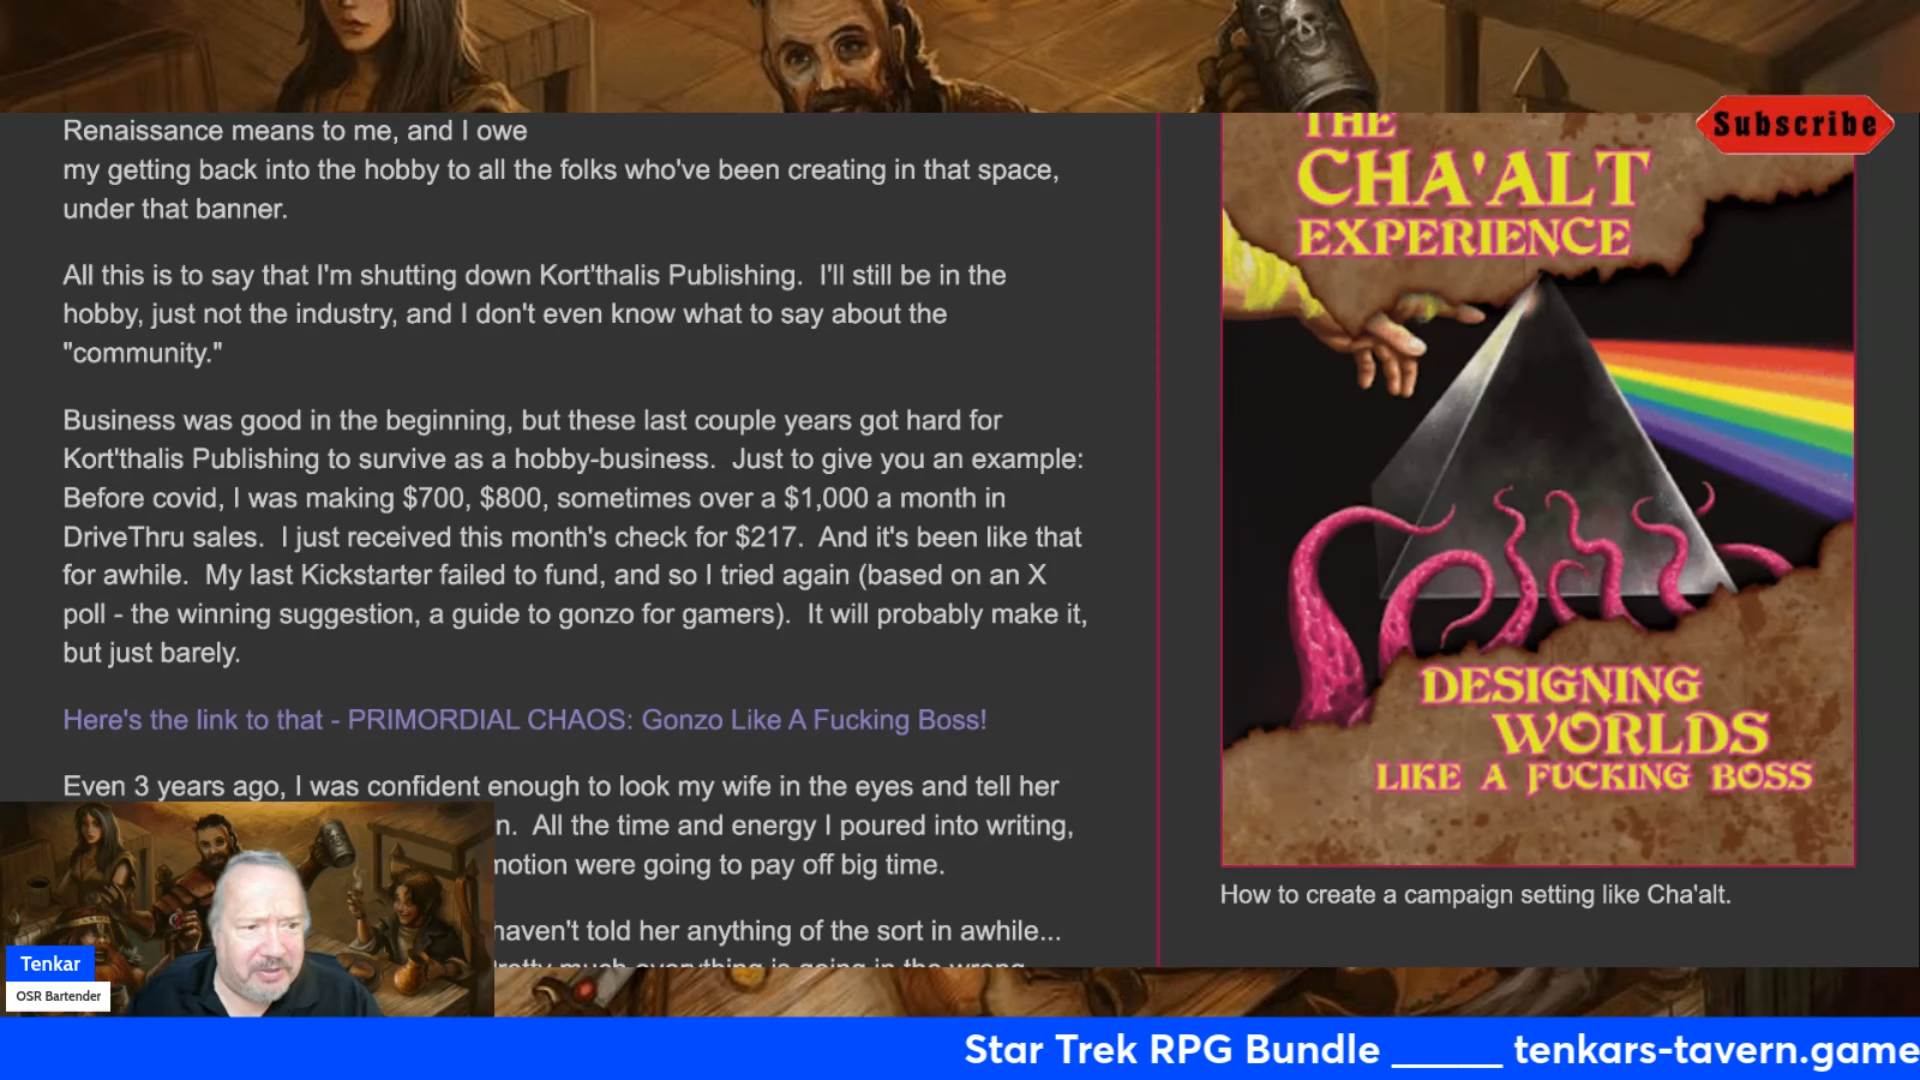 Renaissance means to me, and I owe
my getting back into the hobby to all the folks who've been creating in that space,
under that banner.
All this is to say that I'm shutting down Kort'thalis Publishing.  I'll still be in the
hobby, just not the industry, and I don't even know what to say about the
"community."
Business was good in the beginning, but these last couple years got hard for
Kort'thalis Publishing to survive as a hobby-business.  Just to give you an example:
Before covid, I was making $700, $800, sometimes over a $1,000 a month in
DriveThru sales.  I just received this month's check for $217.  And it's been like that
for awhile.  My last Kickstarter failed to fund, and so I tried again (based on an X
poll - the winning suggestion, a guide to gonzo for gamers).  It will probably make it,
but just barely.
Here's the link to that - PRIMORDIAL CHAOS: Gonzo Like A Fucking Boss!
Even 3 years ago, I was confident enough to look my wife in the eyes and tell her
n.  All the time and energy I poured into writing,
motion were going to pay off big time.
haven't told her anything of the sort in awhile...
Pretty much everything is going in the wrong
Subscribe
THE
CHA'ALT
EXPERIENCE
DESIGNING
WORLDS
LIKE A FUCKING BOSS
How to create a campaign setting like Cha'alt.
Tenkar
OSR Bartender
Star Trek RPG Bundle _____ tenkars-tavern.game